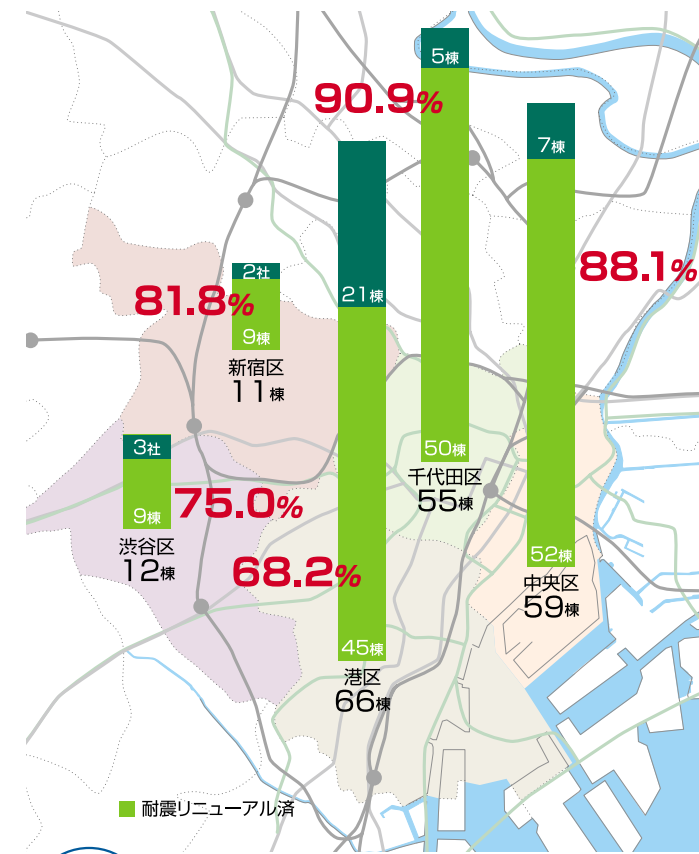 5棟
90.9%
50棟
千代田区
55棟
7棟
88.1%
52棟
中央区
59棟
2社
81.8%
9棟
新宿区
11棟
21棟
68.2%
45棟
港区
66棟
3社
75.0%
9棟
渋谷区
12棟
耐震リニューアル済